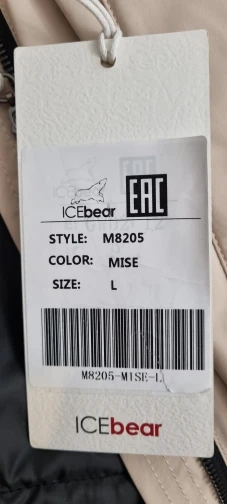 ICEbear EAC
STYLE: M8205
COLOR: MISE
SIZE: L
M8205-MISE-L
ICEbear